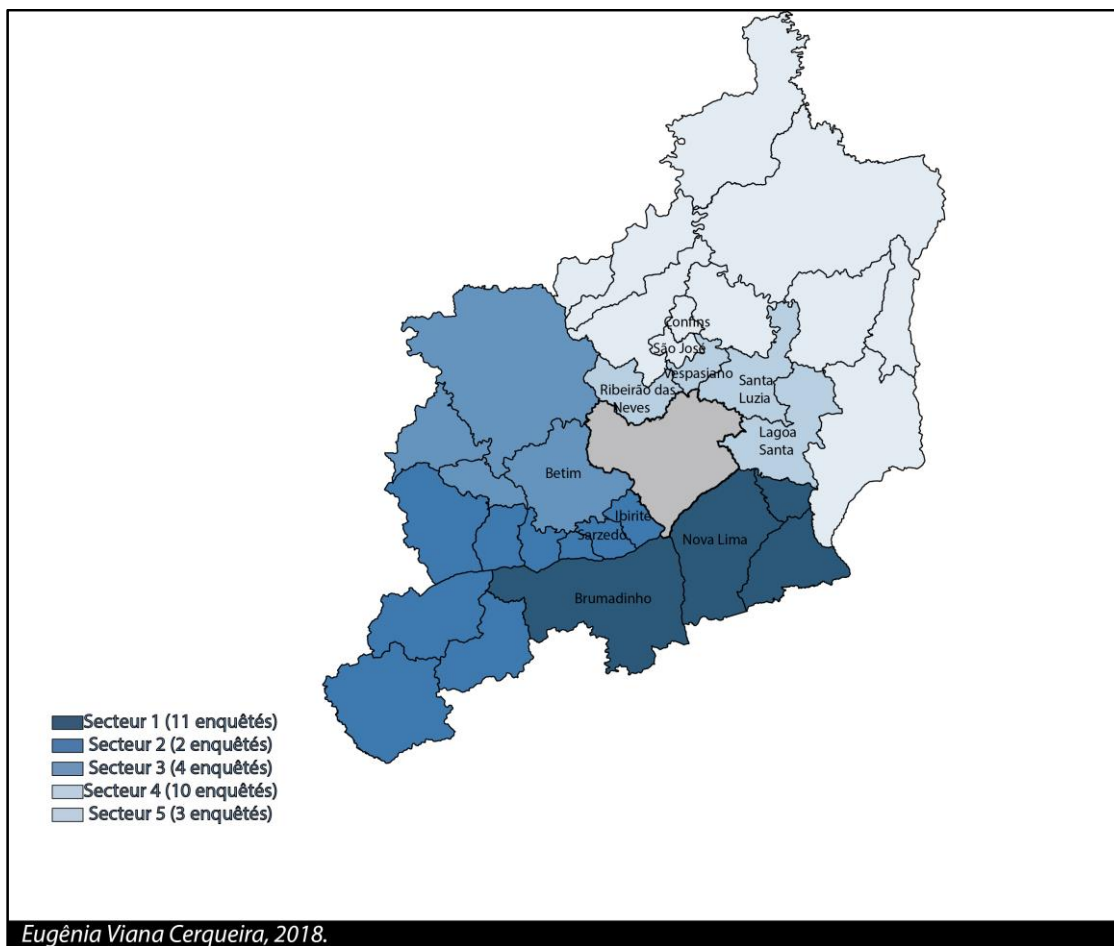 Confins
São José
Vespasiano
Ribeirão das
Neves
Santa
Luzia
Lagoa
Santa
Betim
Ibirité
Sarzedo
Nova Lima
Brumadinho
Secteur 1 (11 enquêtés)
Secteur 2 (2 enquêtés)
Secteur 3 (4 enquêtés)
Secteur 4 (10 enquêtés)
Secteur 5 (3 enquêtés)
Eugênia Viana Cerqueira, 2018.